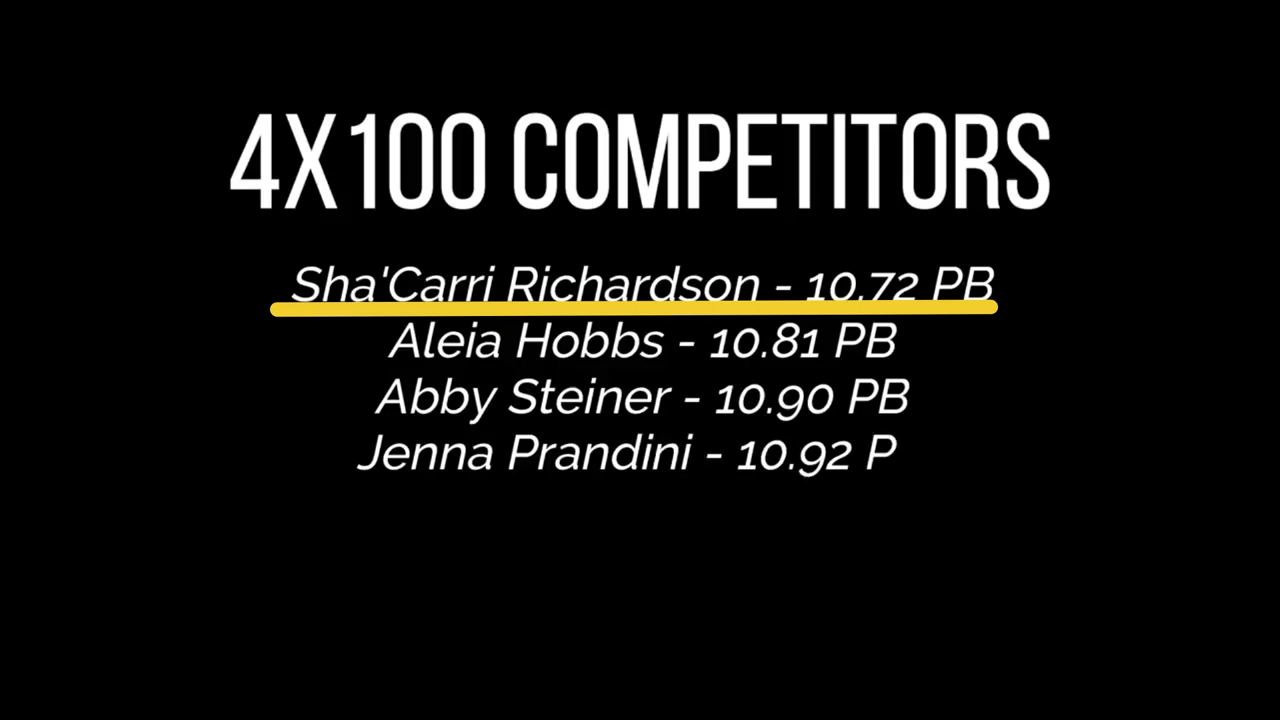 4X100 COMPETITORS
Sha'Carri Richardson - 10.72 PB
Aleia Hobbs - 10.81 PB
Abby Steiner - 10.90 PB
Jenna Prandini - 10.92 P